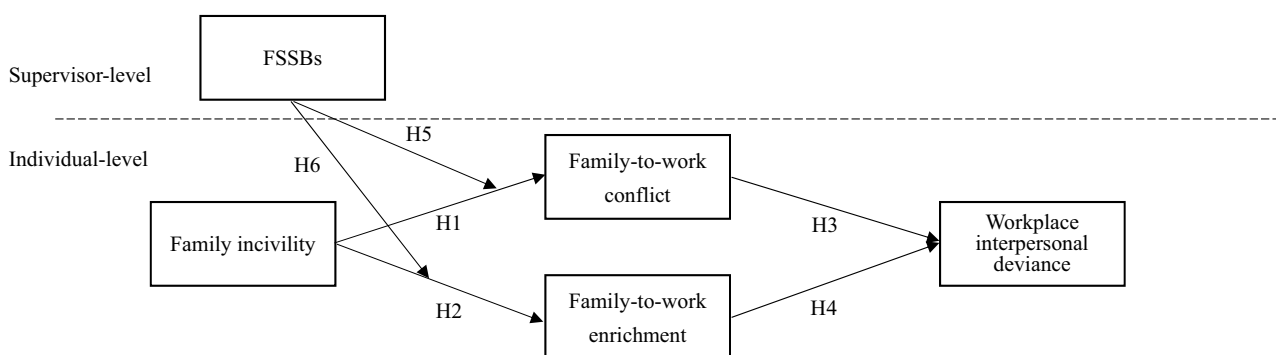 FSSBs
Supervisor-level
H5
Individual-level
H6
Family-to-work
conflict
H1
H3
Family incivility
Workplace
interpersonal
deviance
H2
Family-to-work
enrichment
H4